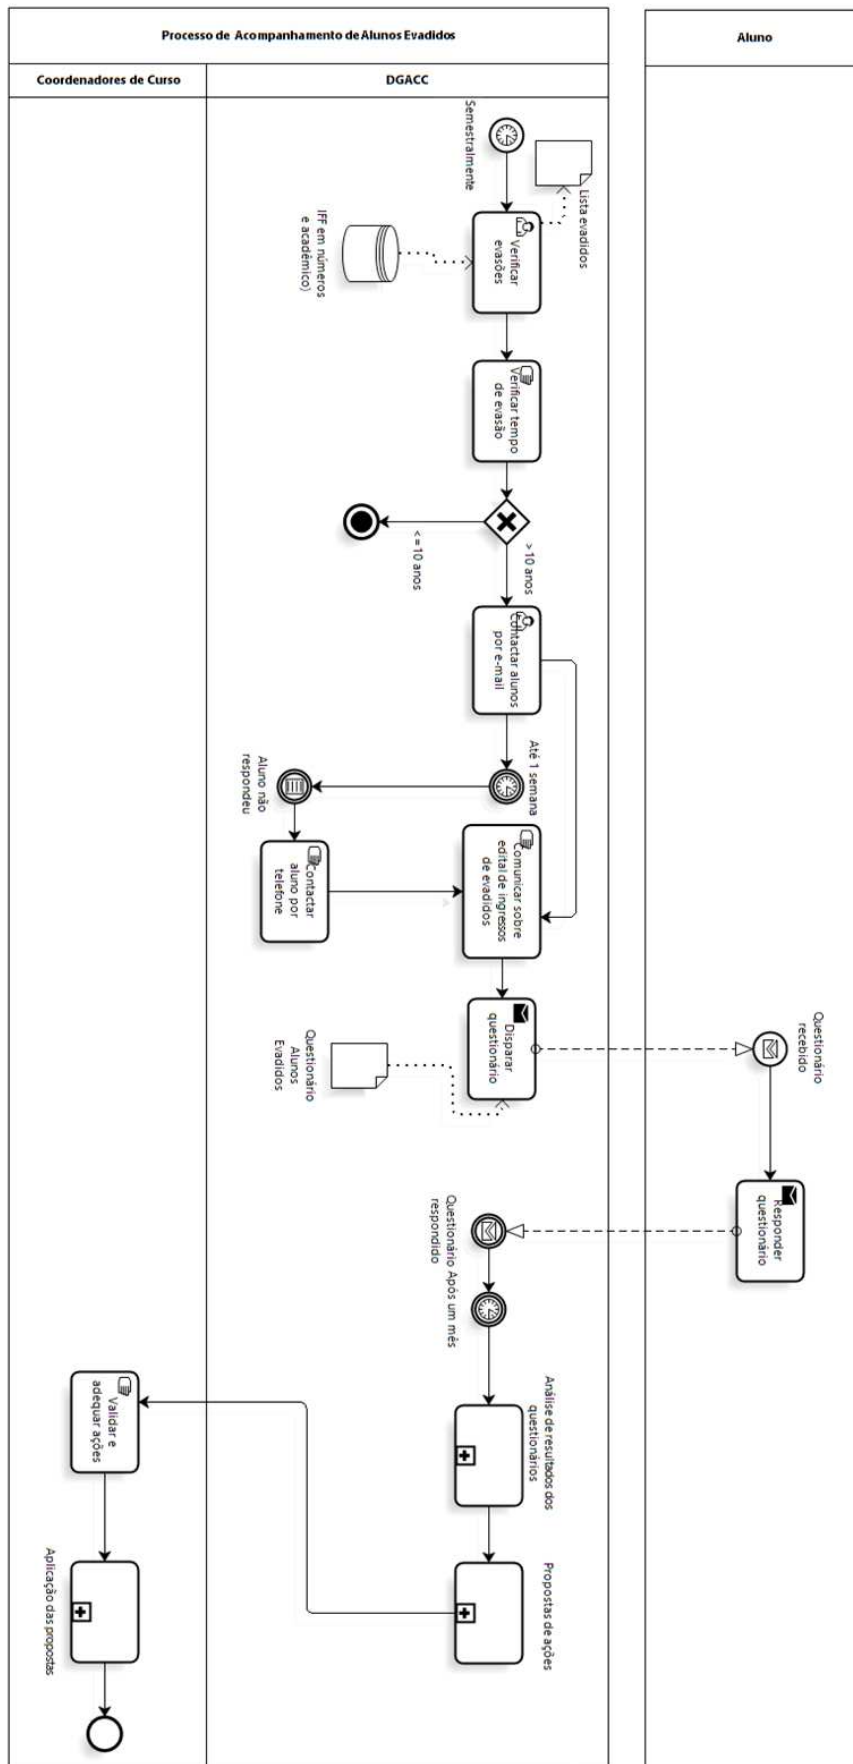 Processo de Acompanhamento de Alunos Evadidos
Aluno
Coordenadores de Curso
DGACC
Semestralmente
Lista evadidos
Verificar
evasões
IFF em números
e acadêmico)
Verificar tempo
de evasão
> 10 anos
<= 10 anos
Contactar alunos
por e-mail
Até 1 semana
Aluno não
respondeu
Contactar
aluno por
telefone
Comunicar sobre
edital de ingressos
de evadidos
Disparar
questionário
Questionário
Alunos
Evadidos
Questionário
recebido
Responder
questionário
Questionário
respondido
Após um mês
Análise de resultados dos
questionários
Propostas de ações
Validar e
adequar ações
Aplicação das propostas